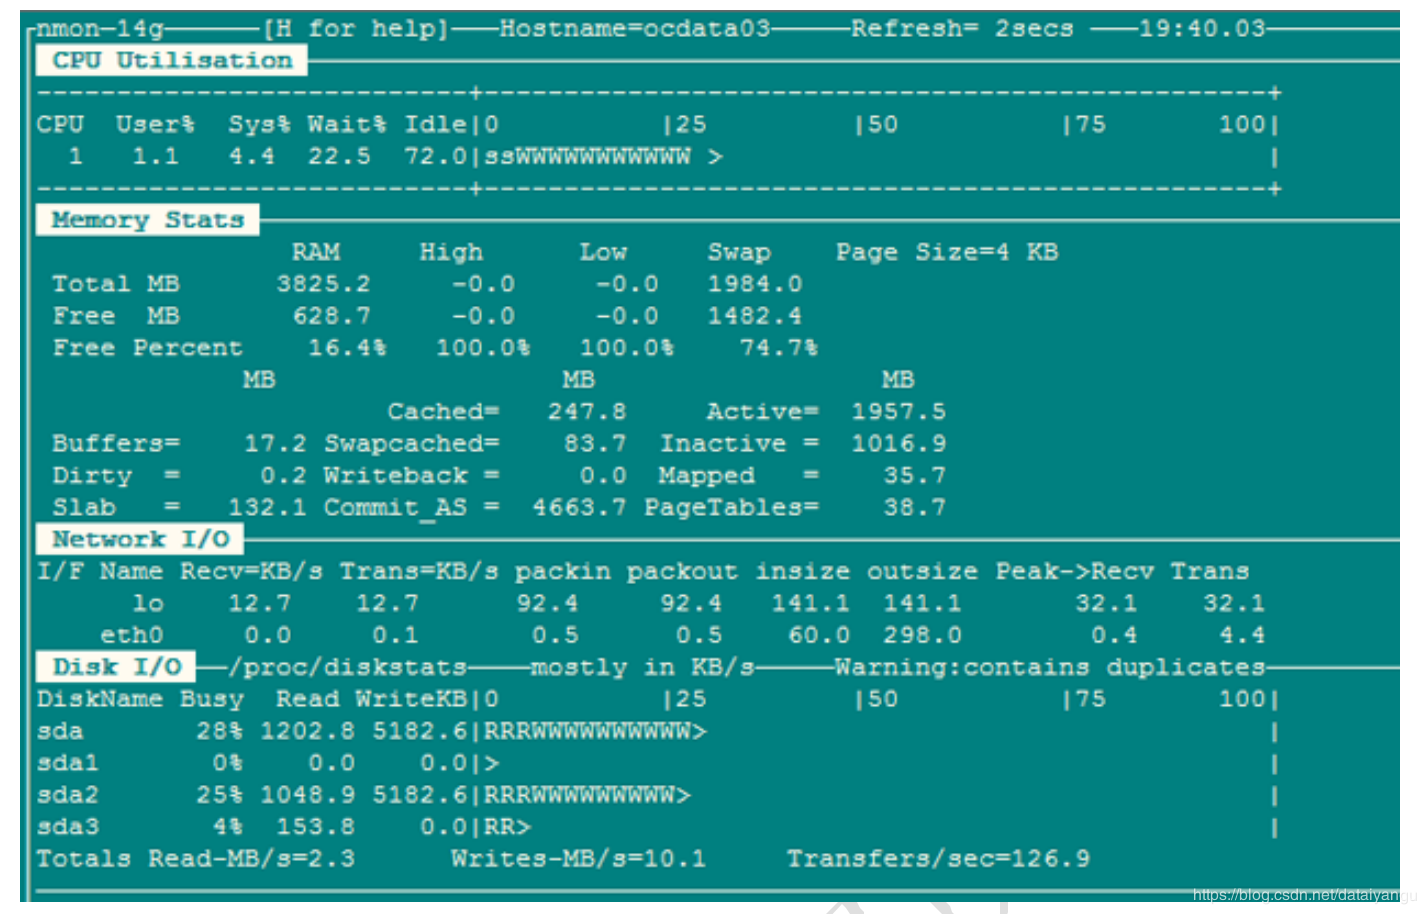 nmon-14g [H for help] Hostname=ocdata03 Refresh= 2secs 19:40.03
CPU Utilisation
---------------------------+-------------------------------------------------+
CPU User% Sys% Wait% Idle|0 |25 |50 |75 100|
1 1.1 4.4 22.5 72.0|ssWWWWWWWWWWW > |
---------------------------+-------------------------------------------------+
Memory Stats
RAM High Low Swap Page Size=4 KB
Total MB 3825.2 -0.0 -0.0 1984.0
Free MB 628.7 -0.0 -0.0 1482.4
Free Percent 16.4% 100.0% 100.0% 74.7%
MB MB MB
Cached= 247.8 Active= 1957.5
Buffers= 17.2 Swapcached= 83.7 Inactive = 1016.9
Dirty = 0.2 Writeback = 0.0 Mapped = 35.7
Slab = 132.1 Commit_AS = 4663.7 PageTables= 38.7
Network I/O
I/F Name Recv=KB/s Trans=KB/s packin packout insize outsize Peak->Recv Trans
lo 12.7 12.7 92.4 92.4 141.1 141.1 32.1 32.1
eth0 0.0 0.1 0.5 0.5 60.0 298.0 0.4 4.4
Disk I/O /proc/diskstats mostly in KB/s Warning:contains duplicates
DiskName Busy Read WriteKB|0 |25 |50 |75 100|
sda 28% 1202.8 5182.6|RRRWWWWWWWWWW> |
sda1 0% 0.0 0.0|> |
sda2 25% 1048.9 5182.6|RRRWWWWWWWWW> |
sda3 4% 153.8 0.0|RR> |
Totals Read-MB/s=2.3 Writes-MB/s=10.1 Transfers/sec=126.9
https://blog.csdn.net/dataiyangu